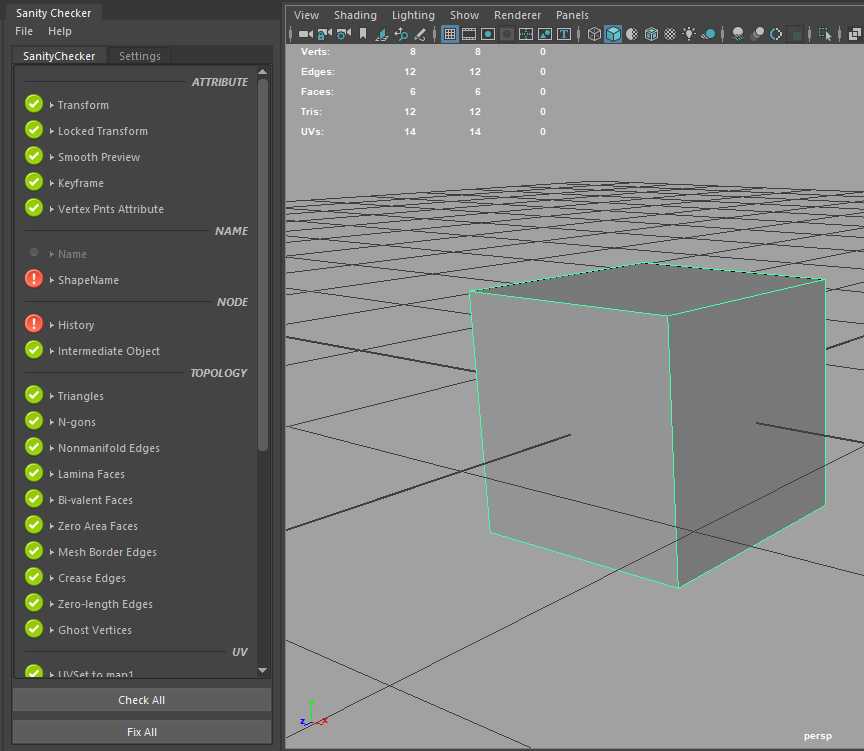 Sanity Checker
File Help
SanityChecker Settings
ATTRIBUTE
Transform
Locked Transform
Smooth Preview
Keyframe
Vertex Pnts Attribute
NAME
Name
ShapeName
NODE
History
Intermediate Object
TOPOLOGY
Triangles
N-gons
Nonmanifold Edges
Lamina Faces
Bi-valent Faces
Zero Area Faces
Mesh Border Edges
Crease Edges
Zero-length Edges
Ghost Vertices
UV
UVSet to map1
Check All
Fix All
View Shading Lighting Show Renderer Panels
Verts: 8 8 0
Edges: 12 12 0
Faces: 6 6 0
Tris: 12 12 0
UVs: 14 14 0
z x
persp